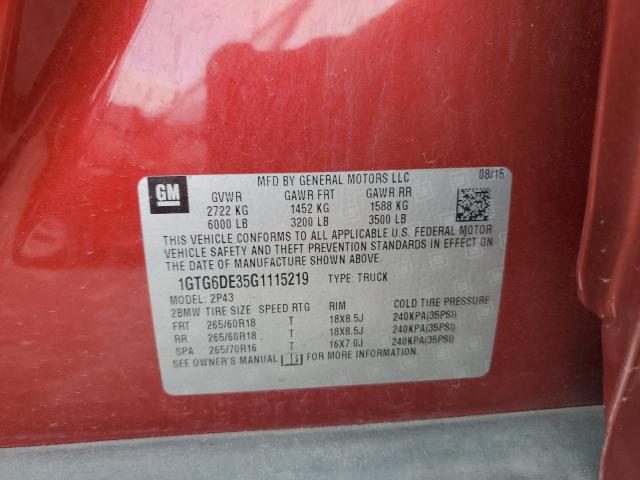 GM
MFD BY GENERAL MOTORS LLC 08/15
GVWR GAWR FRT GAWR RR
2722 KG 1452 KG 1588 KG
6000 LB 3200 LB 3500 LB
THIS VEHICLE CONFORMS TO ALL APPLICABLE U.S. FEDERAL MOTOR
VEHICLE SAFETY AND THEFT PREVENTION STANDARDS IN EFFECT ON
THE DATE OF MANUFACTURE SHOWN ABOVE.
1GTG6DE35G1115219 TYPE: TRUCK
MODEL: 2P43
2BMW TIRE SIZE SPEED RTG RIM COLD TIRE PRESSURE
FRT 265/60R18 T 18X8.5J 240KPA(35PSI)
RR 265/60R18 T 18X8.5J 240KPA(35PSI)
SPA 265/70R16 T 16X7.0J 240KPA(35PSI)
SEE OWNER'S MANUAL FOR MORE INFORMATION.